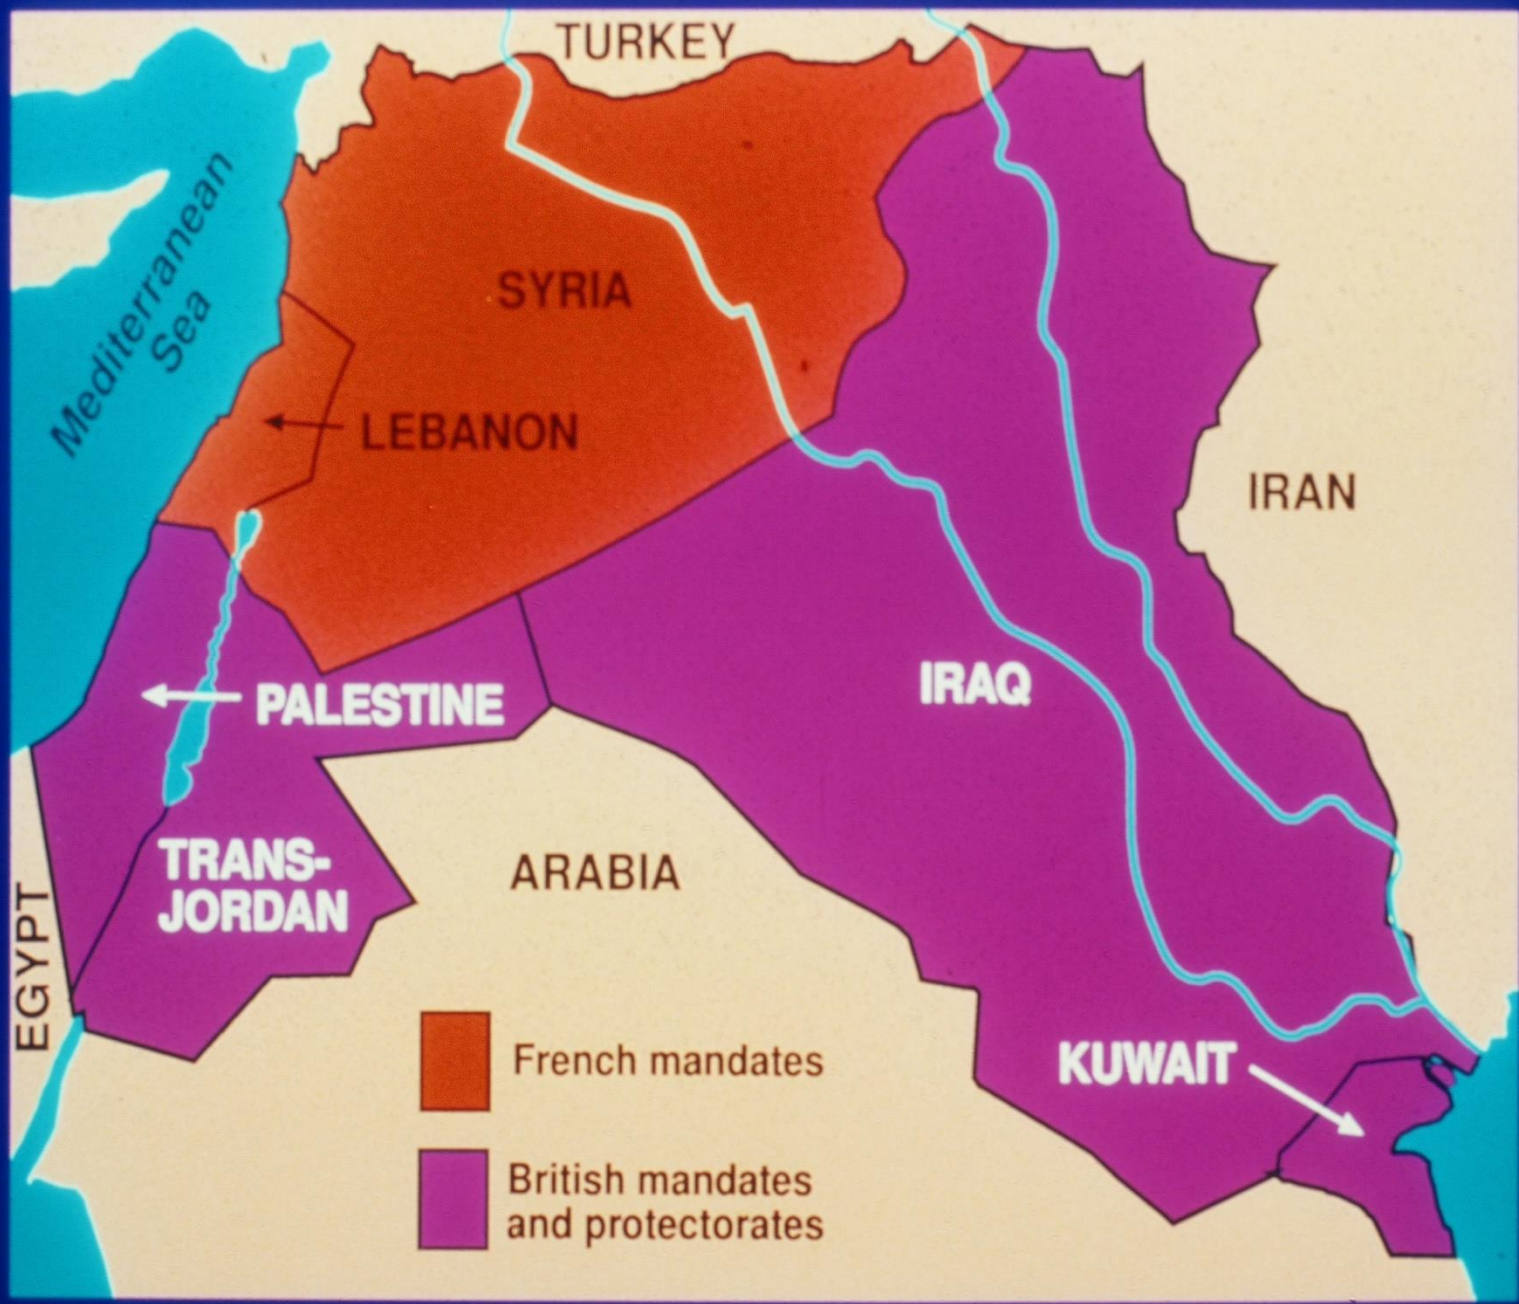 TURKEY
Mediterranean
Sea
SYRIA
LEBANON
IRAN
PALESTINE
IRAQ
TRANS-
JORDAN
ARABIA
EGYPT
French mandates
KUWAIT
British mandates
and protectorates